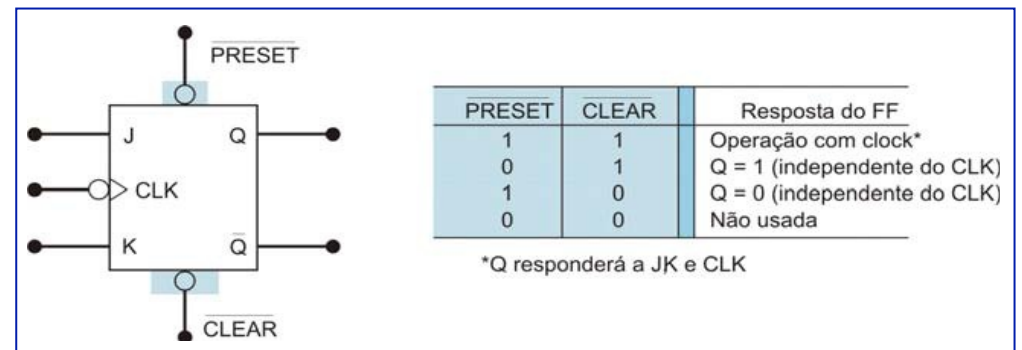 PRESET
J Q
CLK
K Q̅
CLEAR
PRESET CLEAR Resposta do FF
1 1 Operação com clock*
0 1 Q = 1 (independente do CLK)
1 0 Q = 0 (independente do CLK)
0 0 Não usada
*Q responderá a JK e CLK